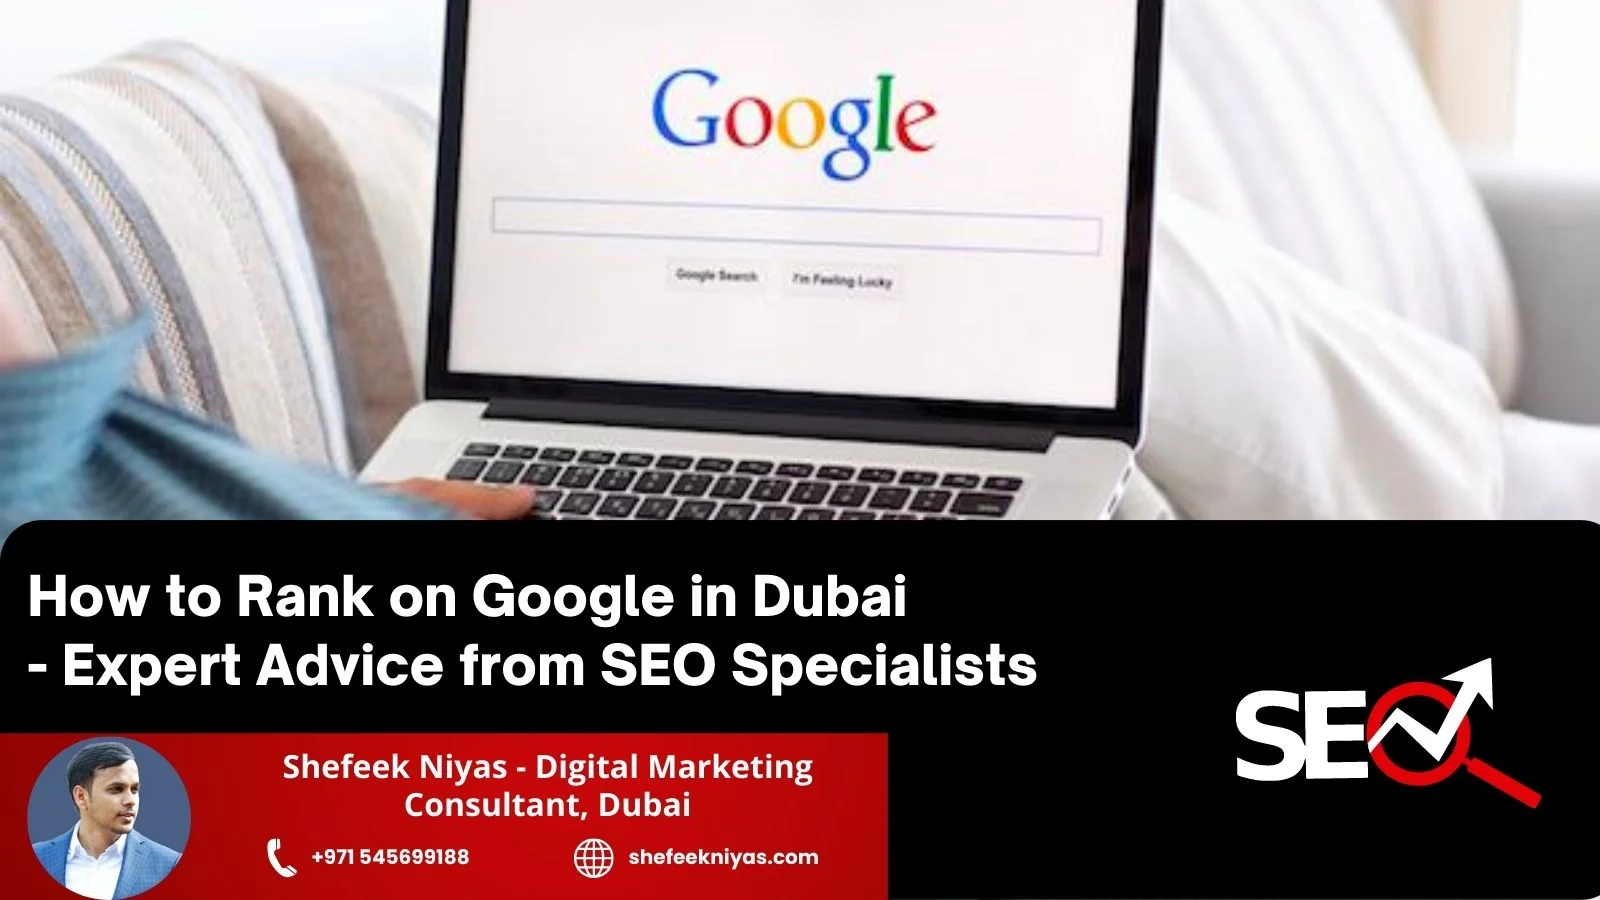 Google
Google Search
I'm Feeling Lucky
How to Rank on Google in Dubai
- Expert Advice from SEO Specialists
SEO
Shefeek Niyas - Digital Marketing
Consultant, Dubai
+971 545699188
shefeekniyas.com